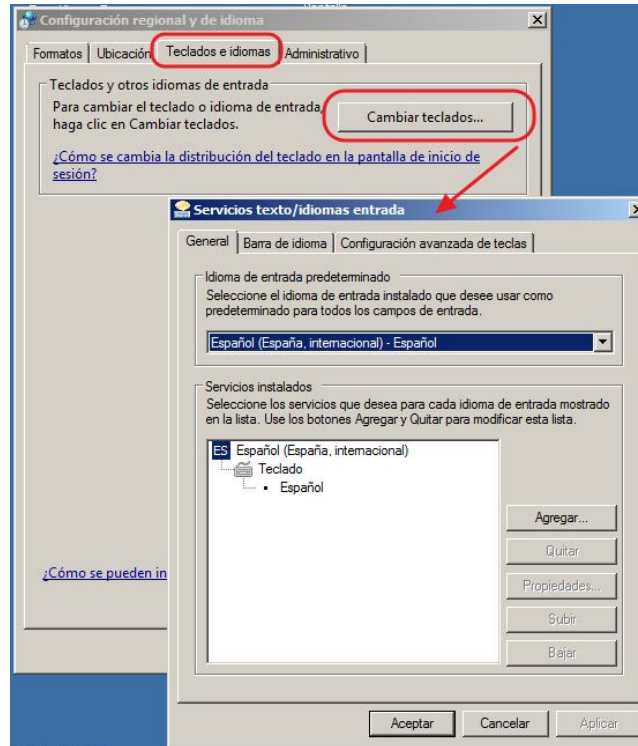 Configuración regional y de idioma
Formatos Ubicación Teclados e idiomas Administrativo
Teclados y otros idiomas de entrada
Para cambiar el teclado o idioma de entrada,
haga clic en Cambiar teclados.
Cambiar teclados...
¿Cómo se cambia la distribución del teclado en la pantalla de inicio de
sesión?
Servicios texto/idiomas entrada
General Barra de idioma Configuración avanzada de teclas
Idioma de entrada predeterminado
Seleccione el idioma de entrada instalado que desee usar como
predeterminado para todos los campos de entrada.
Español (España, internacional) - Español
Servicios instalados
Seleccione los servicios que desea para cada idioma de entrada mostrado
en la lista. Use los botones Agregar y Quitar para modificar esta lista.
ES Español (España, internacional)
Teclado
Español
Agregar...
Quitar
Propiedades...
Subir
Bajar
¿Cómo se pueden in
Aceptar Cancelar Aplicar